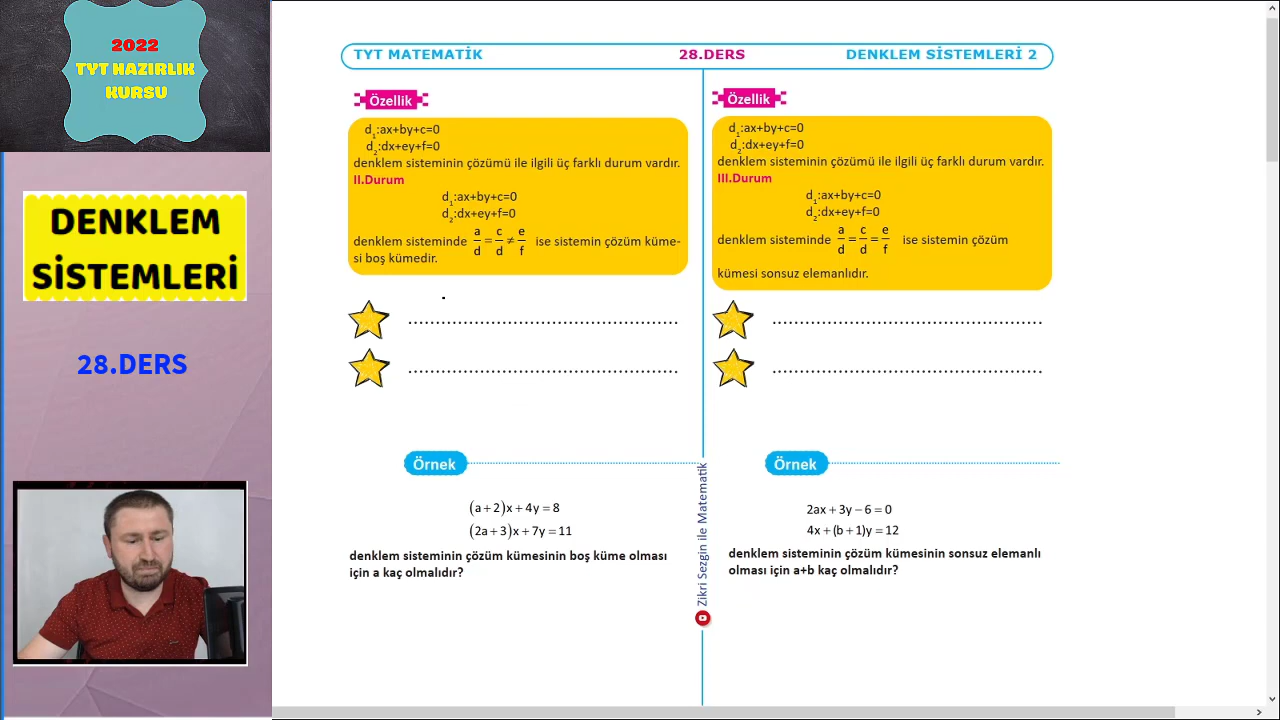 2022
TYT HAZIRLIK
KURSU
DENKLEM
SİSTEMLERİ
28.DERS
TYT MATEMATİK 28.DERS DENKLEM SİSTEMLERİ 2
Özellik
d₁:ax+by+c=0
d₂:dx+ey+f=0
denklem sisteminin çözümü ile ilgili üç farklı durum vardır.
II.Durum
d₁:ax+by+c=0
d₂:dx+ey+f=0
denklem sisteminde a/d = c/d ≠ e/f ise sistemin çözüm küme-
si boş kümedir.
Örnek
(a+2)x+4y=8
(2a+3)x+7y=11
denklem sisteminin çözüm kümesinin boş küme olması
için a kaç olmalıdır?
Zikri Sezgin ile Matematik
Özellik
d₁:ax+by+c=0
d₂:dx+ey+f=0
denklem sisteminin çözümü ile ilgili üç farklı durum vardır.
III.Durum
d₁:ax+by+c=0
d₂:dx+ey+f=0
denklem sisteminde a/d = c/d = e/f ise sistemin çözüm
kümesi sonsuz elemanlıdır.
Örnek
2ax+3y−6=0
4x+(b+1)y=12
denklem sisteminin çözüm kümesinin sonsuz elemanlı
olması için a+b kaç olmalıdır?